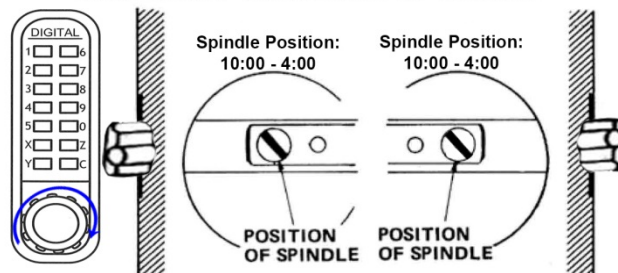 DIGITAL
1 6
2 7
3 8
4 9
5 0
X Z
Y C
Spindle Position:
10:00 - 4:00
POSITION
OF SPINDLE
Spindle Position:
10:00 - 4:00
POSITION
OF SPINDLE